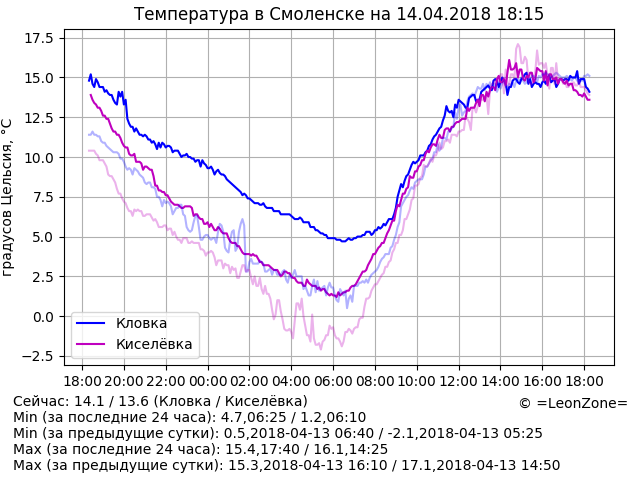 Температура в Смоленске на 14.04.2018 18:15
градусов Цельсия, °C
17.5
15.0
12.5
10.0
7.5
5.0
2.5
0.0
−2.5
Кловка
Киселёвка
18:00 20:00 22:00 00:00 02:00 04:00 06:00 08:00 10:00 12:00 14:00 16:00 18:00
Сейчас: 14.1 / 13.6 (Кловка / Киселёвка)
© =LeonZone=
Min (за последние 24 часа): 4.7,06:25 / 1.2,06:10
Min (за предыдущие сутки): 0.5,2018-04-13 06:40 / -2.1,2018-04-13 05:25
Max (за последние 24 часа): 15.4,17:40 / 16.1,14:25
Max (за предыдущие сутки): 15.3,2018-04-13 16:10 / 17.1,2018-04-13 14:50